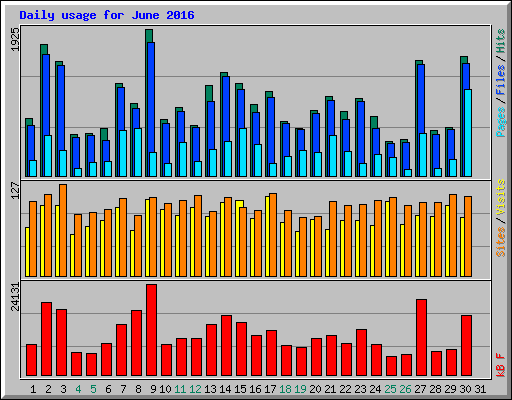 Daily usage for June 2016
1925
Pages / Files / Hits
127
Sites / Visits
24131
kB F
1 2 3 4 5 6 7 8 9 10 11 12 13 14 15 16 17 18 19 20 21 22 23 24 25 26 27 28 29 30 31